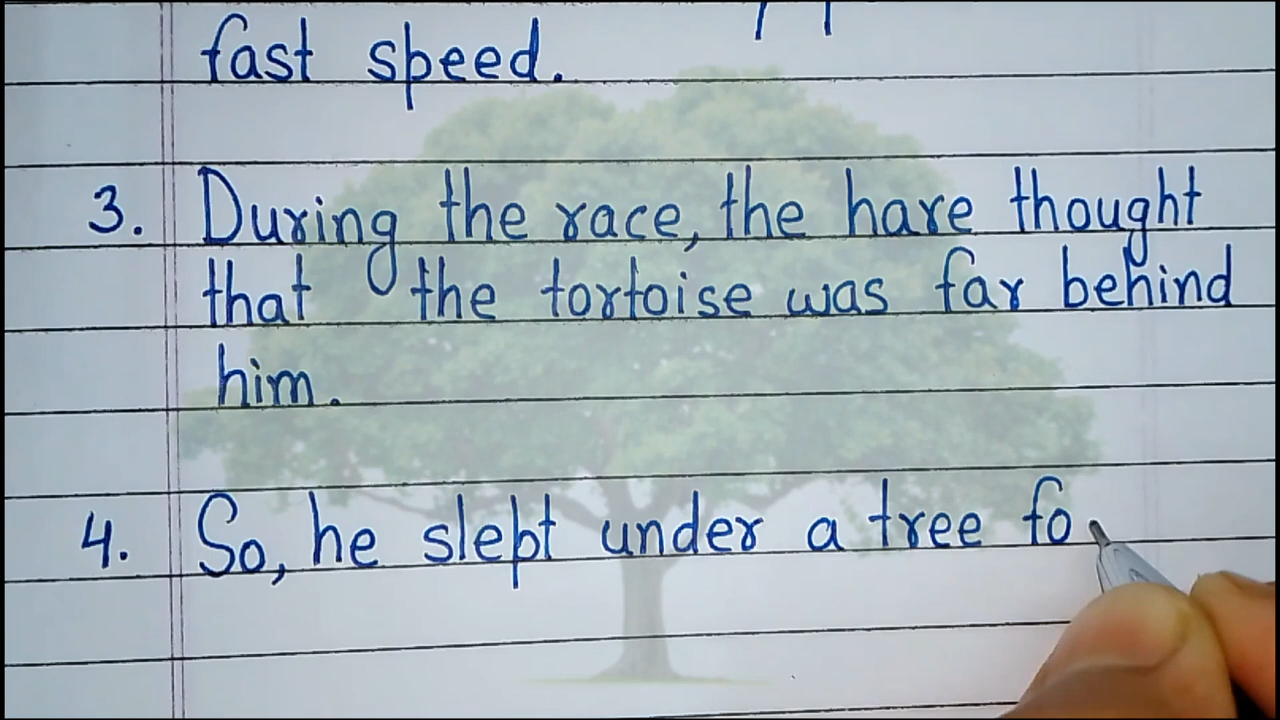 fast speed.
3. During the race, the hare thought
that the tortoise was far behind
him.
4. So, he slept under a tree fo